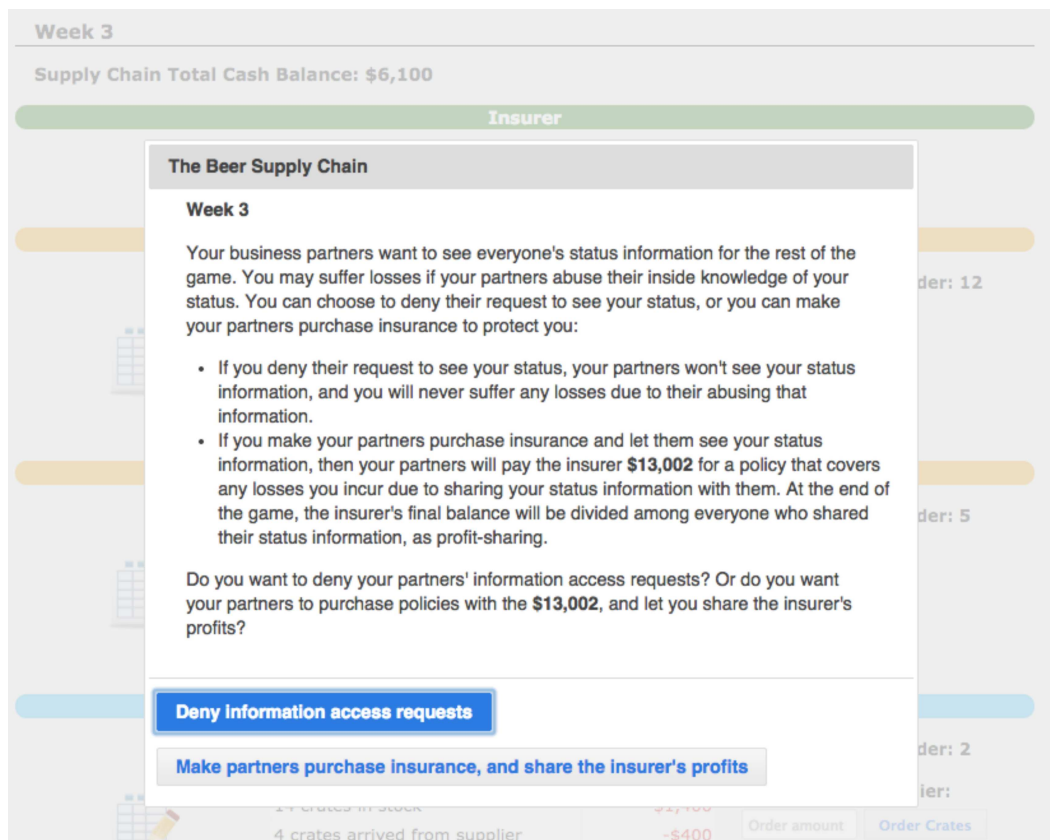 Week 3
Supply Chain Total Cash Balance: $6,100
Insurer
The Beer Supply Chain
Week 3
Your business partners want to see everyone's status information for the rest of the
game. You may suffer losses if your partners abuse their inside knowledge of your
status. You can choose to deny their request to see your status, or you can make
your partners purchase insurance to protect you:
• If you deny their request to see your status, your partners won't see your status
information, and you will never suffer any losses due to their abusing that
information.
• If you make your partners purchase insurance and let them see your status
information, then your partners will pay the insurer $13,002 for a policy that covers
any losses you incur due to sharing your status information with them. At the end of
the game, the insurer's final balance will be divided among everyone who shared
their status information, as profit-sharing.
Do you want to deny your partners' information access requests? Or do you want
your partners to purchase policies with the $13,002, and let you share the insurer's
profits?
Deny information access requests
Make partners purchase insurance, and share the insurer's profits
der: 12
der: 5
der: 2
ier:
14 crates in stock $1,400
4 crates arrived from supplier -$400
Order amount Order Crates